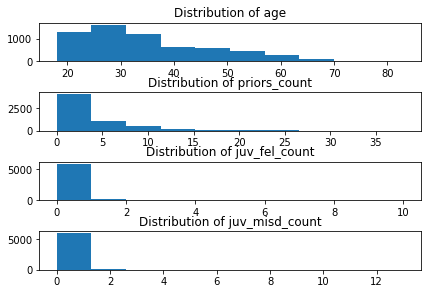 Distribution of age
1000
0
20 30 40 50 60 70 80
Distribution of priors_count
2500
0
0 5 10 15 20 25 30 35
Distribution of juv_fel_count
5000
0
0 2 4 6 8 10
Distribution of juv_misd_count
5000
0
0 2 4 6 8 10 12